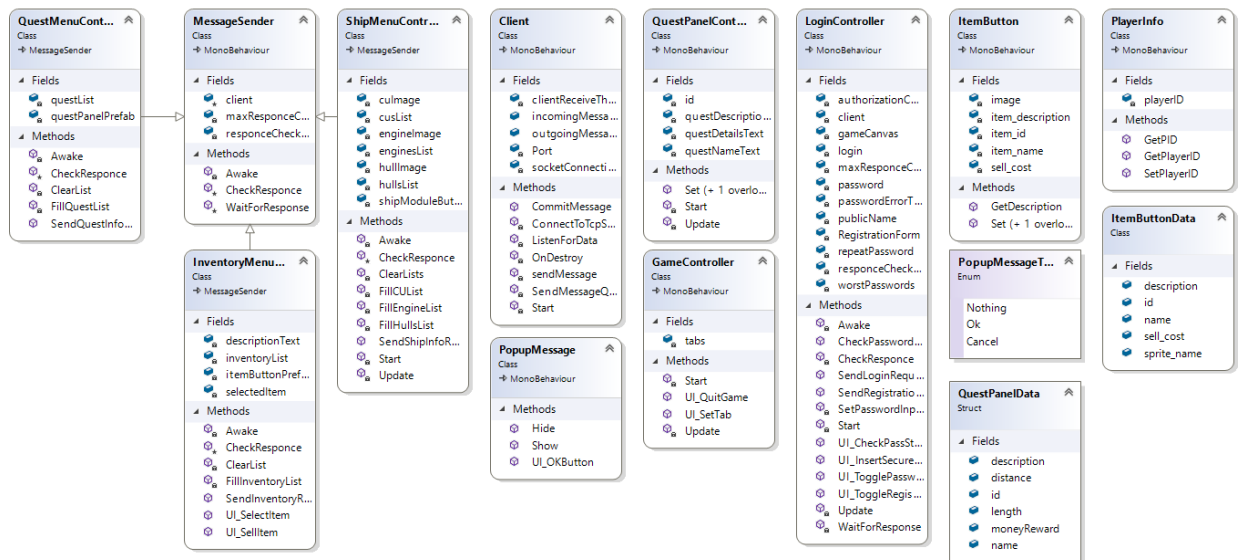 QuestMenuCont...
Class
MessageSender
Fields
questList
questPanelPrefab
Methods
Awake
CheckResponce
ClearList
FillQuestList
SendQuestInfo...
MessageSender
Class
MonoBehaviour
Fields
client
maxResponceC...
responceCheck...
Methods
Awake
CheckResponce
WaitForResponse
InventoryMenu...
Class
MessageSender
Fields
descriptionText
inventoryList
itemButtonPref...
selectedItem
Methods
Awake
CheckResponce
ClearList
FillInventoryList
SendInventoryR...
UI_SelectItem
UI_SellItem
ShipMenuContr...
Class
MessageSender
Fields
cuImage
cusList
engineImage
enginesList
hullImage
hullsList
shipModuleBut...
Methods
Awake
CheckResponce
ClearLists
FillCUList
FillEngineList
FillHullsList
SendShipInfoR...
Start
Update
Client
Class
MonoBehaviour
Fields
clientReceiveTh...
incomingMessa...
outgoingMessa...
Port
socketConnecti...
Methods
CommitMessage
ConnectToTcpS...
ListenForData
OnDestroy
sendMessage
SendMessageQ...
Start
PopupMessage
Class
MonoBehaviour
Methods
Hide
Show
UI_OKButton
QuestPanelCont...
Class
MonoBehaviour
Fields
id
questDescriptio...
questDetailsText
questNameText
Methods
Set (+ 1 overlo...
Start
Update
GameController
Class
MonoBehaviour
Fields
tabs
Methods
Start
UI_QuitGame
UI_SetTab
Update
LoginController
Class
MonoBehaviour
Fields
authorizationC...
client
gameCanvas
login
maxResponceC...
password
passwordErrorT...
publicName
RegistrationForm
repeatPassword
responceCheck...
worstPasswords
Methods
Awake
CheckPassword...
CheckResponce
SendLoginRequ...
SendRegistratio...
SetPasswordInp...
Start
UI_CheckPassSt...
UI_InsertSecure...
UI_TogglePassw...
UI_ToggleRegis...
Update
WaitForResponse
ItemButton
Class
MonoBehaviour
Fields
image
item_description
item_id
item_name
sell_cost
Methods
GetDescription
Set (+ 1 overlo...
PopupMessageT...
Enum
Nothing
Ok
Cancel
QuestPanelData
Struct
Fields
description
distance
id
length
moneyReward
name
PlayerInfo
Class
MonoBehaviour
Fields
playerID
Methods
GetPID
GetPlayerID
SetPlayerID
ItemButtonData
Class
Fields
description
id
name
sell_cost
sprite_name